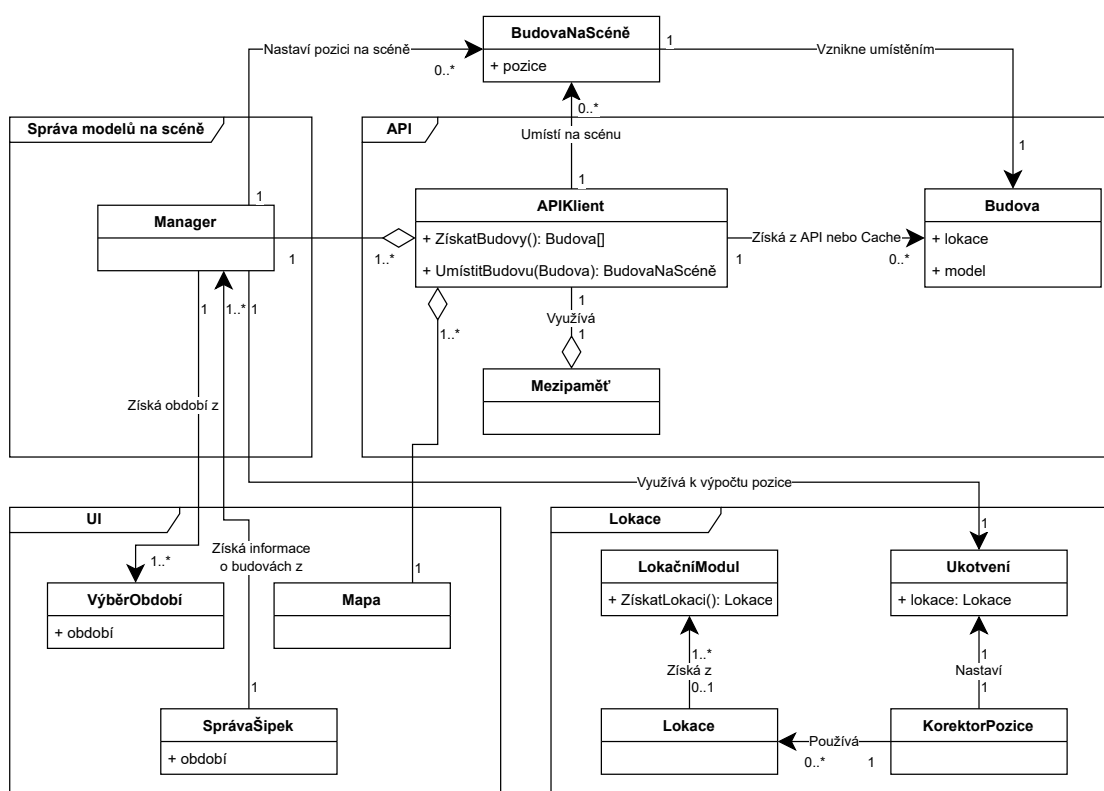 BudovaNaScéně
+ pozice
Nastaví pozici na scéně
0..*
1
Vznikne umístěním
1
Správa modelů na scéně
API
0..*
Umístí na scénu
1
Manager
1
1
1
1..*
1
1..*
APIKlient
+ ZískatBudovy(): Budova[]
+ UmístitBudovu(Budova): BudovaNaScéně
Získá z API nebo Cache
1
0..*
Budova
+ lokace
+ model
1..*
1
Využívá
1
Mezipaměť
Získá období z
Využívá k výpočtu pozice
UI
Získá informace
o budovách z
1..*
VýběrObdobí
+ období
1
Mapa
1
SprávaŠipek
+ období
Lokace
LokačníModul
+ ZískatLokaci(): Lokace
1
Ukotvení
+ lokace: Lokace
1..*
Získá z
0..1
1
Nastaví
1
Lokace
Používá
0..*
1
KorektorPozice